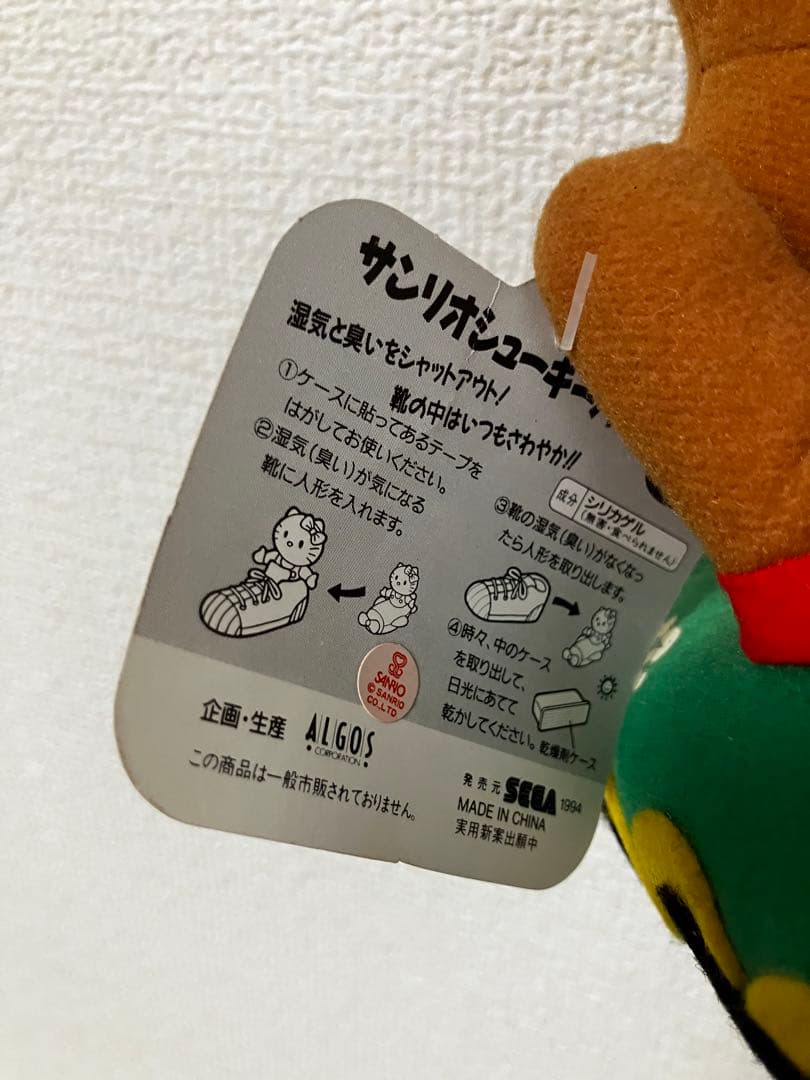 サンリオシューキー
湿気と臭いをシャットアウト!
靴の中はいつもさわやか!!
①ケースに貼ってあるテープを
はがしてお使いください。
②湿気(臭い)が気になる
靴に人形を入れます。
成分
シリカゲル
(無害・食べられません)
③靴の湿気(臭い)がなくなっ
たら人形を取り出します。
④時々、中のケース
を取り出して、
日光にあてて
乾かしてください。
乾燥剤ケース
SANRIO
© SANRIO
CO.,LTD
企画・生産 ALGOS
CORPORATION
この商品は一般市販されておりません。
発売元 SEGA 1994
MADE IN CHINA
実用新案出願中